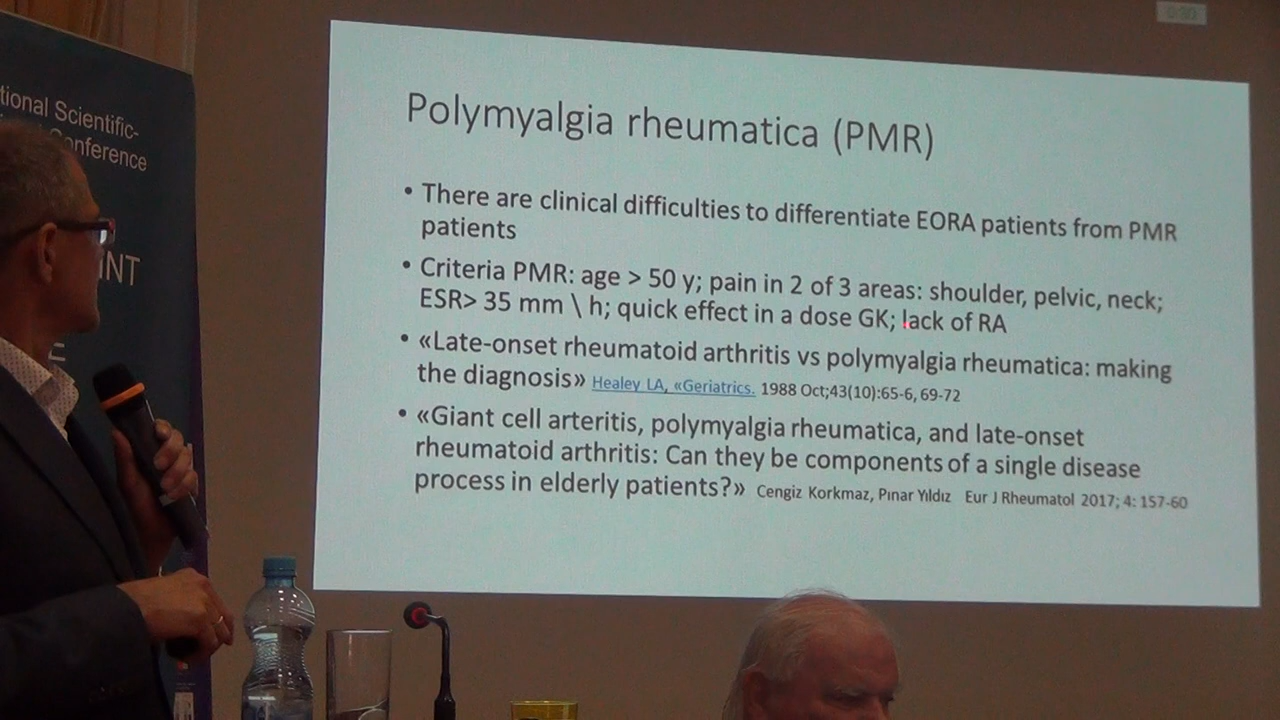 tional Scientific-
onference
INT
E
Polymyalgia rheumatica (PMR)
• There are clinical difficulties to differentiate EORA patients from PMR
patients
• Criteria PMR: age > 50 y; pain in 2 of 3 areas: shoulder, pelvic, neck;
ESR> 35 mm \ h; quick effect in a dose GK; lack of RA
• «Late-onset rheumatoid arthritis vs polymyalgia rheumatica: making
the diagnosis» Healey LA, «Geriatrics. 1988 Oct;43(10):65-6, 69-72
• «Giant cell arteritis, polymyalgia rheumatica, and late-onset
rheumatoid arthritis: Can they be components of a single disease
process in elderly patients?» Cengiz Korkmaz, Pınar Yıldız Eur J Rheumatol 2017; 4: 157-60